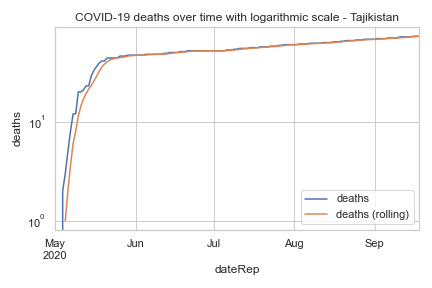 COVID-19 deaths over time with logarithmic scale - Tajikistan
deaths
10¹
10⁰
deaths
deaths (rolling)
May Jun Jul Aug Sep
2020
dateRep